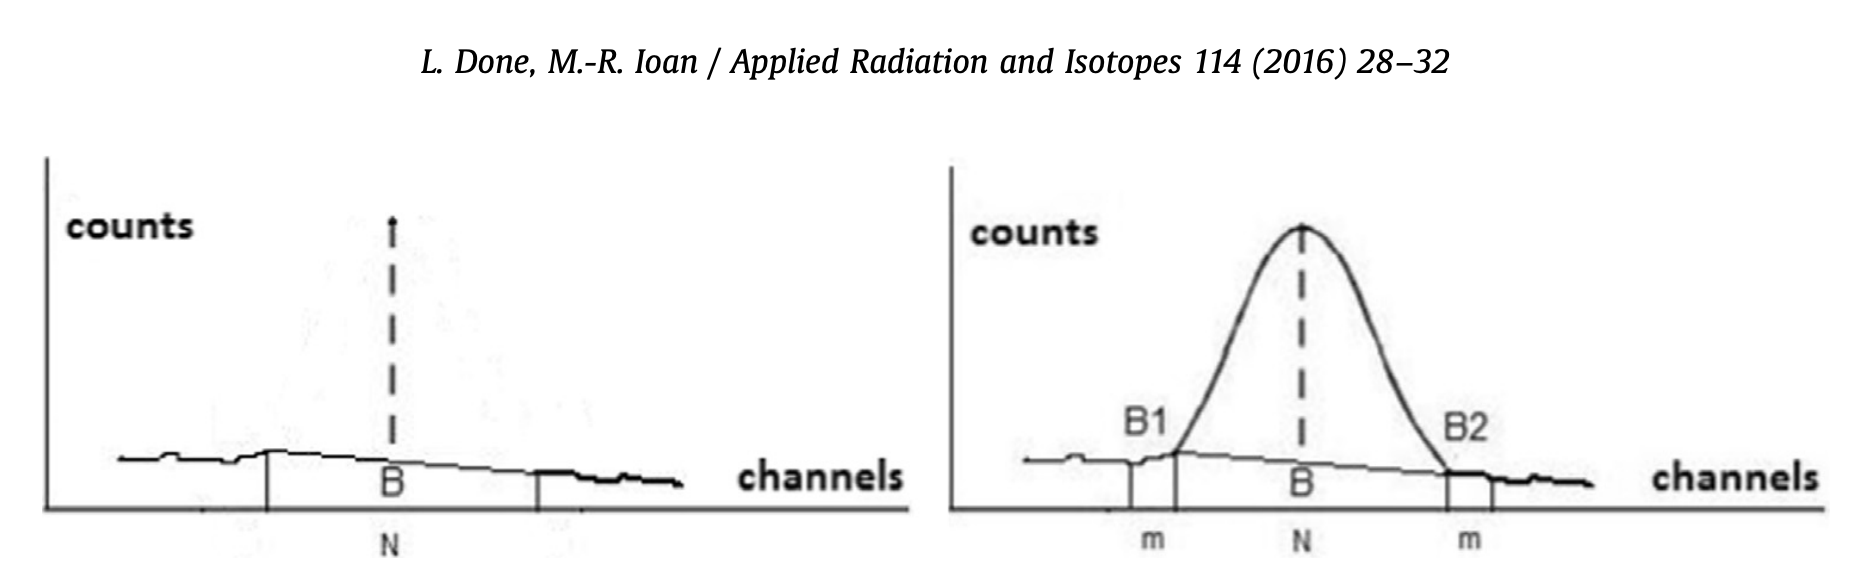 L. Done, M.-R. Ioan / Applied Radiation and Isotopes 114 (2016) 28–32
counts
B
channels
N
counts
B1
B2
B
channels
m
N
m